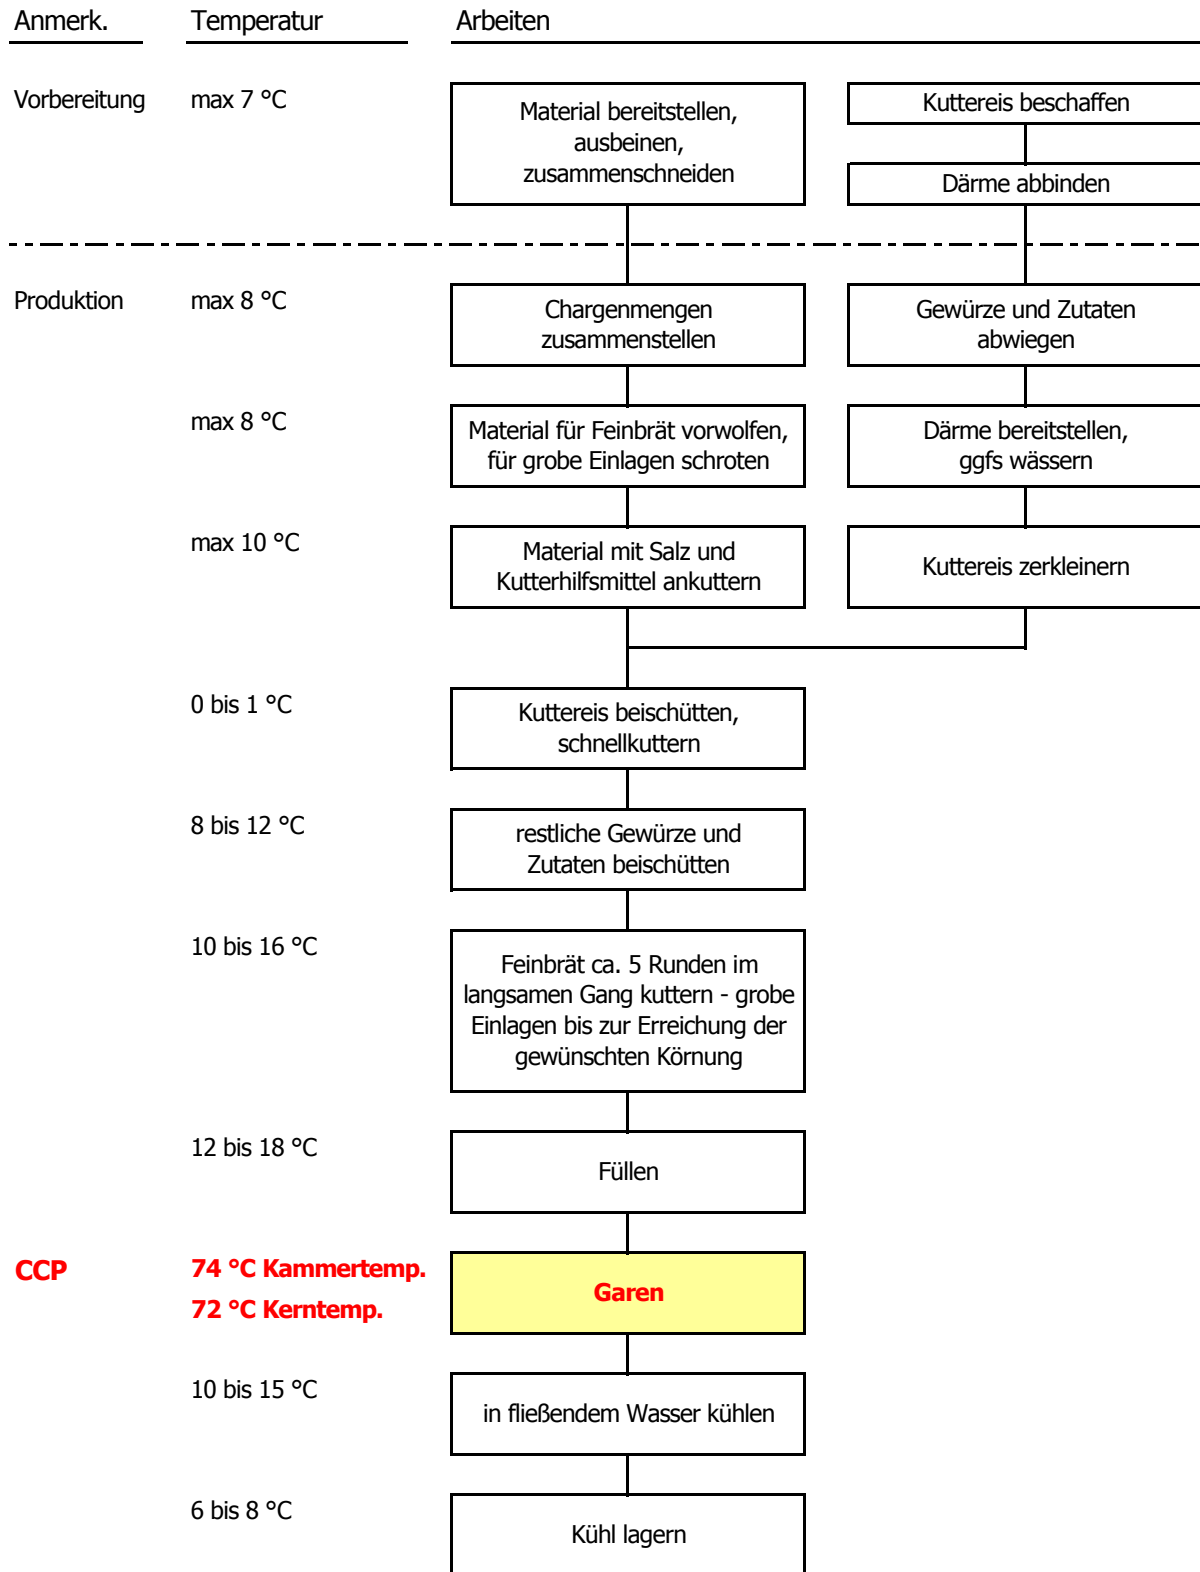 Anmerk. Temperatur Arbeiten
Vorbereitung max 7 °C
Material bereitstellen,
ausbeinen,
zusammenschneiden
Kuttereis beschaffen
Därme abbinden
Produktion max 8 °C
Chargenmengen
zusammenstellen
Gewürze und Zutaten
abwiegen
max 8 °C
Material für Feinbrät vorwolfen,
für grobe Einlagen schroten
Därme bereitstellen,
ggfs wässern
max 10 °C
Material mit Salz und
Kutterhilfsmittel ankuttern
Kuttereis zerkleinern
0 bis 1 °C
Kuttereis beischütten,
schnellkuttern
8 bis 12 °C
restliche Gewürze und
Zutaten beischütten
10 bis 16 °C
Feinbrät ca. 5 Runden im
langsamen Gang kuttern - grobe
Einlagen bis zur Erreichung der
gewünschten Körnung
12 bis 18 °C
Füllen
CCP 74 °C Kammertemp.
72 °C Kerntemp.
Garen
10 bis 15 °C
in fließendem Wasser kühlen
6 bis 8 °C
Kühl lagern